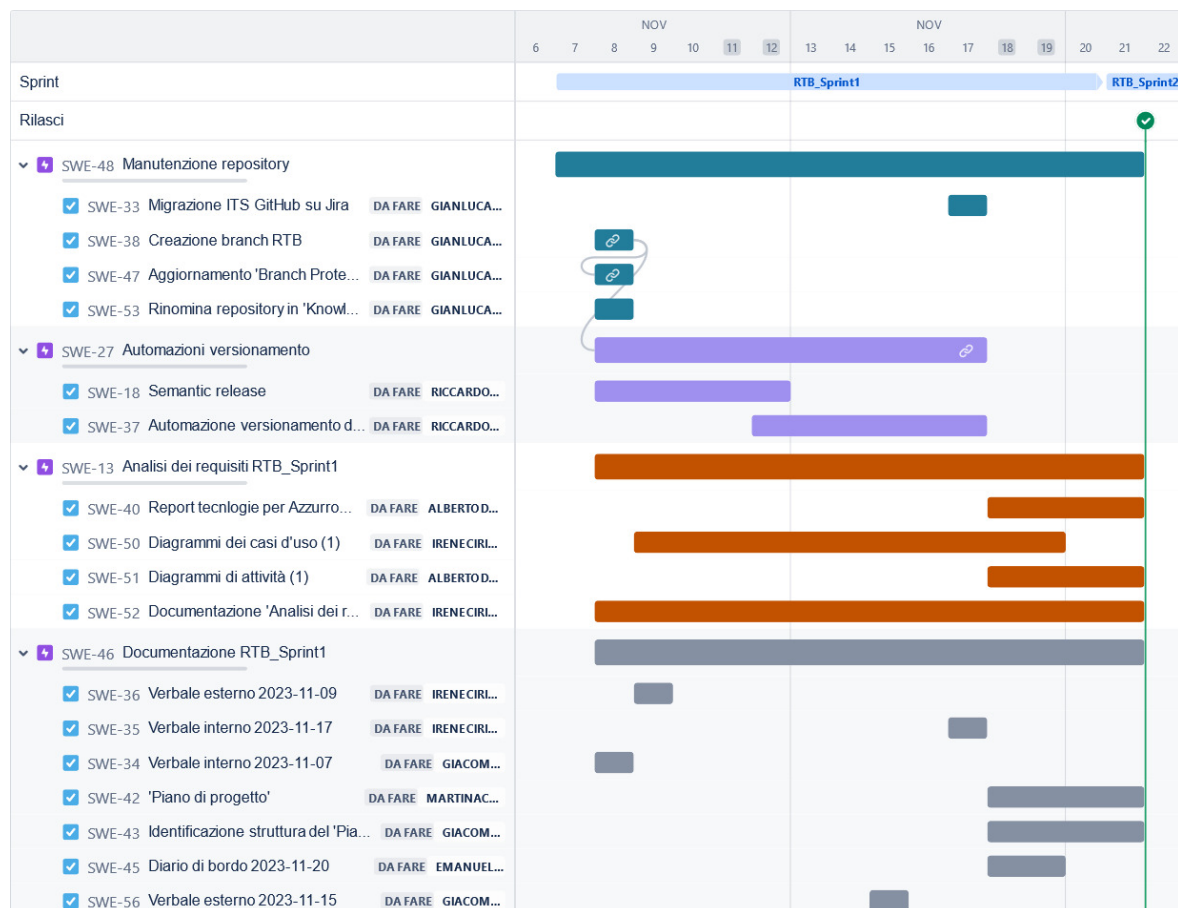 NOV NOV
6 7 8 9 10 11 12 13 14 15 16 17 18 19 20 21 22
Sprint RTB_Sprint1 RTB_Sprint2
Rilasci
SWE-48 Manutenzione repository
SWE-33 Migrazione ITS GitHub su Jira DA FARE GIANLUCA...
SWE-38 Creazione branch RTB DA FARE GIANLUCA...
SWE-47 Aggiornamento 'Branch Prote... DA FARE GIANLUCA...
SWE-53 Rinomina repository in 'Knowl... DA FARE GIANLUCA...
SWE-27 Automazioni versionamento
SWE-18 Semantic release DA FARE RICCARDO...
SWE-37 Automazione versionamento d... DA FARE RICCARDO...
SWE-13 Analisi dei requisiti RTB_Sprint1
SWE-40 Report tecnlogie per Azzurro... DA FARE ALBERTO D...
SWE-50 Diagrammi dei casi d'uso (1) DA FARE IRENE CIRI...
SWE-51 Diagrammi di attività (1) DA FARE ALBERTO D...
SWE-52 Documentazione 'Analisi dei r... DA FARE IRENE CIRI...
SWE-46 Documentazione RTB_Sprint1
SWE-36 Verbale esterno 2023-11-09 DA FARE IRENE CIRI...
SWE-35 Verbale interno 2023-11-17 DA FARE IRENE CIRI...
SWE-34 Verbale interno 2023-11-07 DA FARE GIACOM...
SWE-42 'Piano di progetto' DA FARE MARTINA C...
SWE-43 Identificazione struttura del 'Pia... DA FARE GIACOM...
SWE-45 Diario di bordo 2023-11-20 DA FARE EMANUEL...
SWE-56 Verbale esterno 2023-11-15 DA FARE GIACOM...